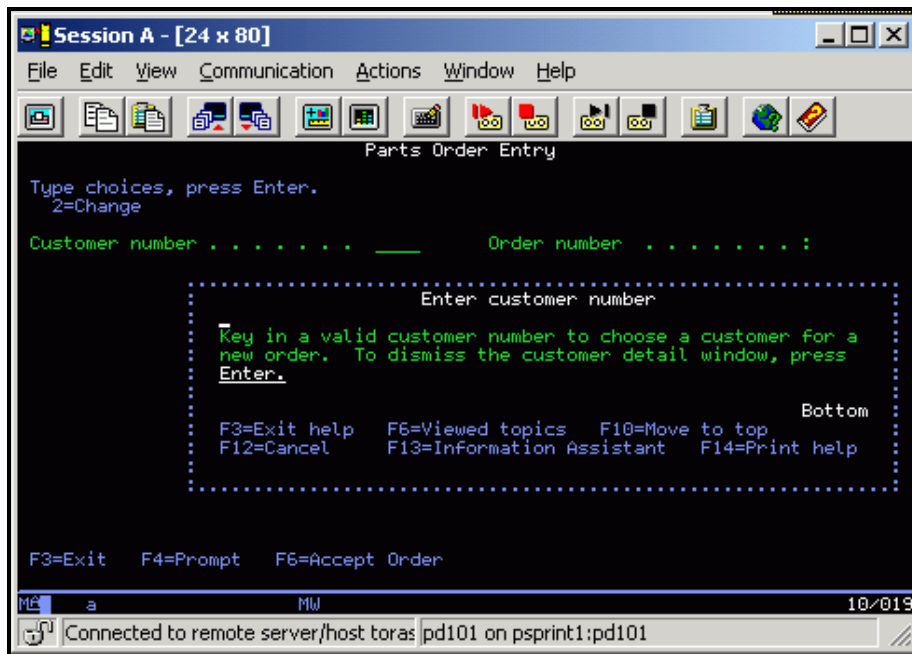 Session A - [24 x 80]
File Edit View Communication Actions Window Help
Parts Order Entry
Type choices, press Enter.
2=Change
Customer number . . . . . . . ____ Order number . . . . . . . :
Enter customer number
Key in a valid customer number to choose a customer for a
new order. To dismiss the customer detail window, press
Enter.
Bottom
F3=Exit help F6=Viewed topics F10=Move to top
F12=Cancel F13=Information Assistant F14=Print help
F3=Exit F4=Prompt F6=Accept Order
a MW 10/019
Connected to remote server/host toras pd101 on psprint1:pd101